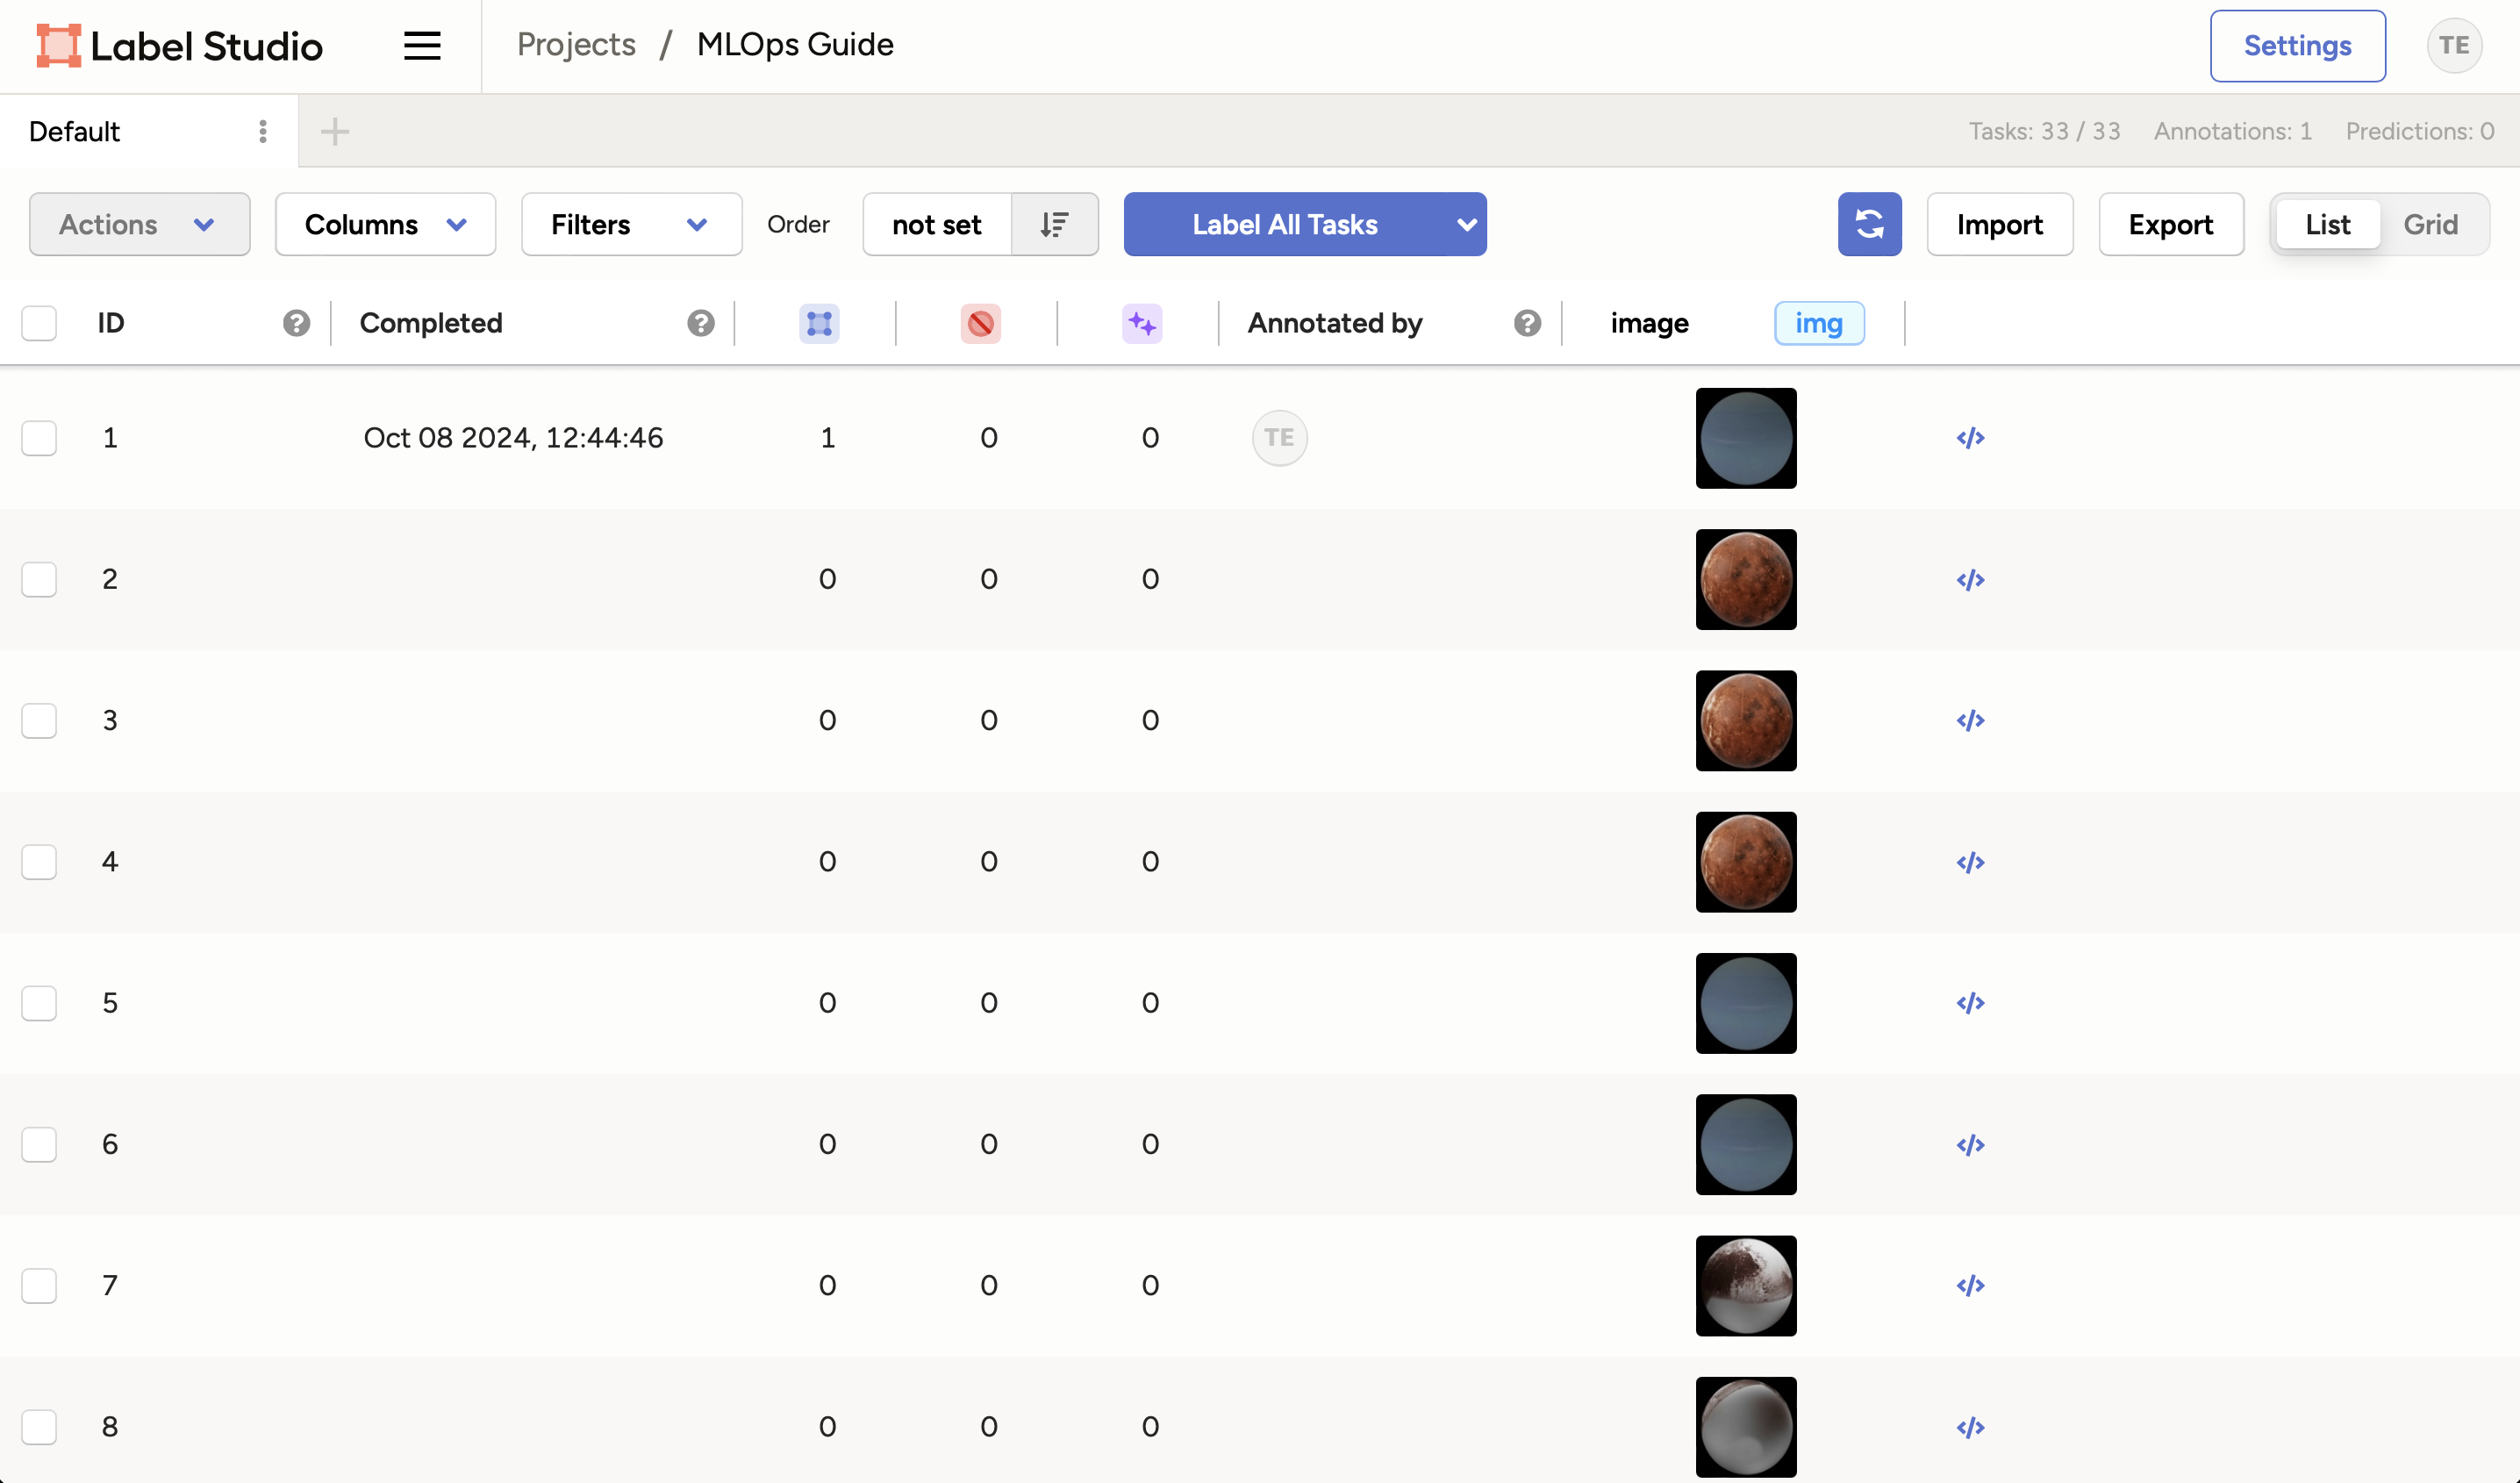 Label Studio
Projects / MLOps Guide
Settings
TE
Default
Tasks: 33 / 33
Annotations: 1
Predictions: 0
Actions
Columns
Filters
Order
not set
Label All Tasks
Import
Export
List
Grid
ID
Completed
Annotated by
image
img
1 Oct 08 2024, 12:44:46 1 0 0 TE
2 0 0 0
3 0 0 0
4 0 0 0
5 0 0 0
6 0 0 0
7 0 0 0
8 0 0 0